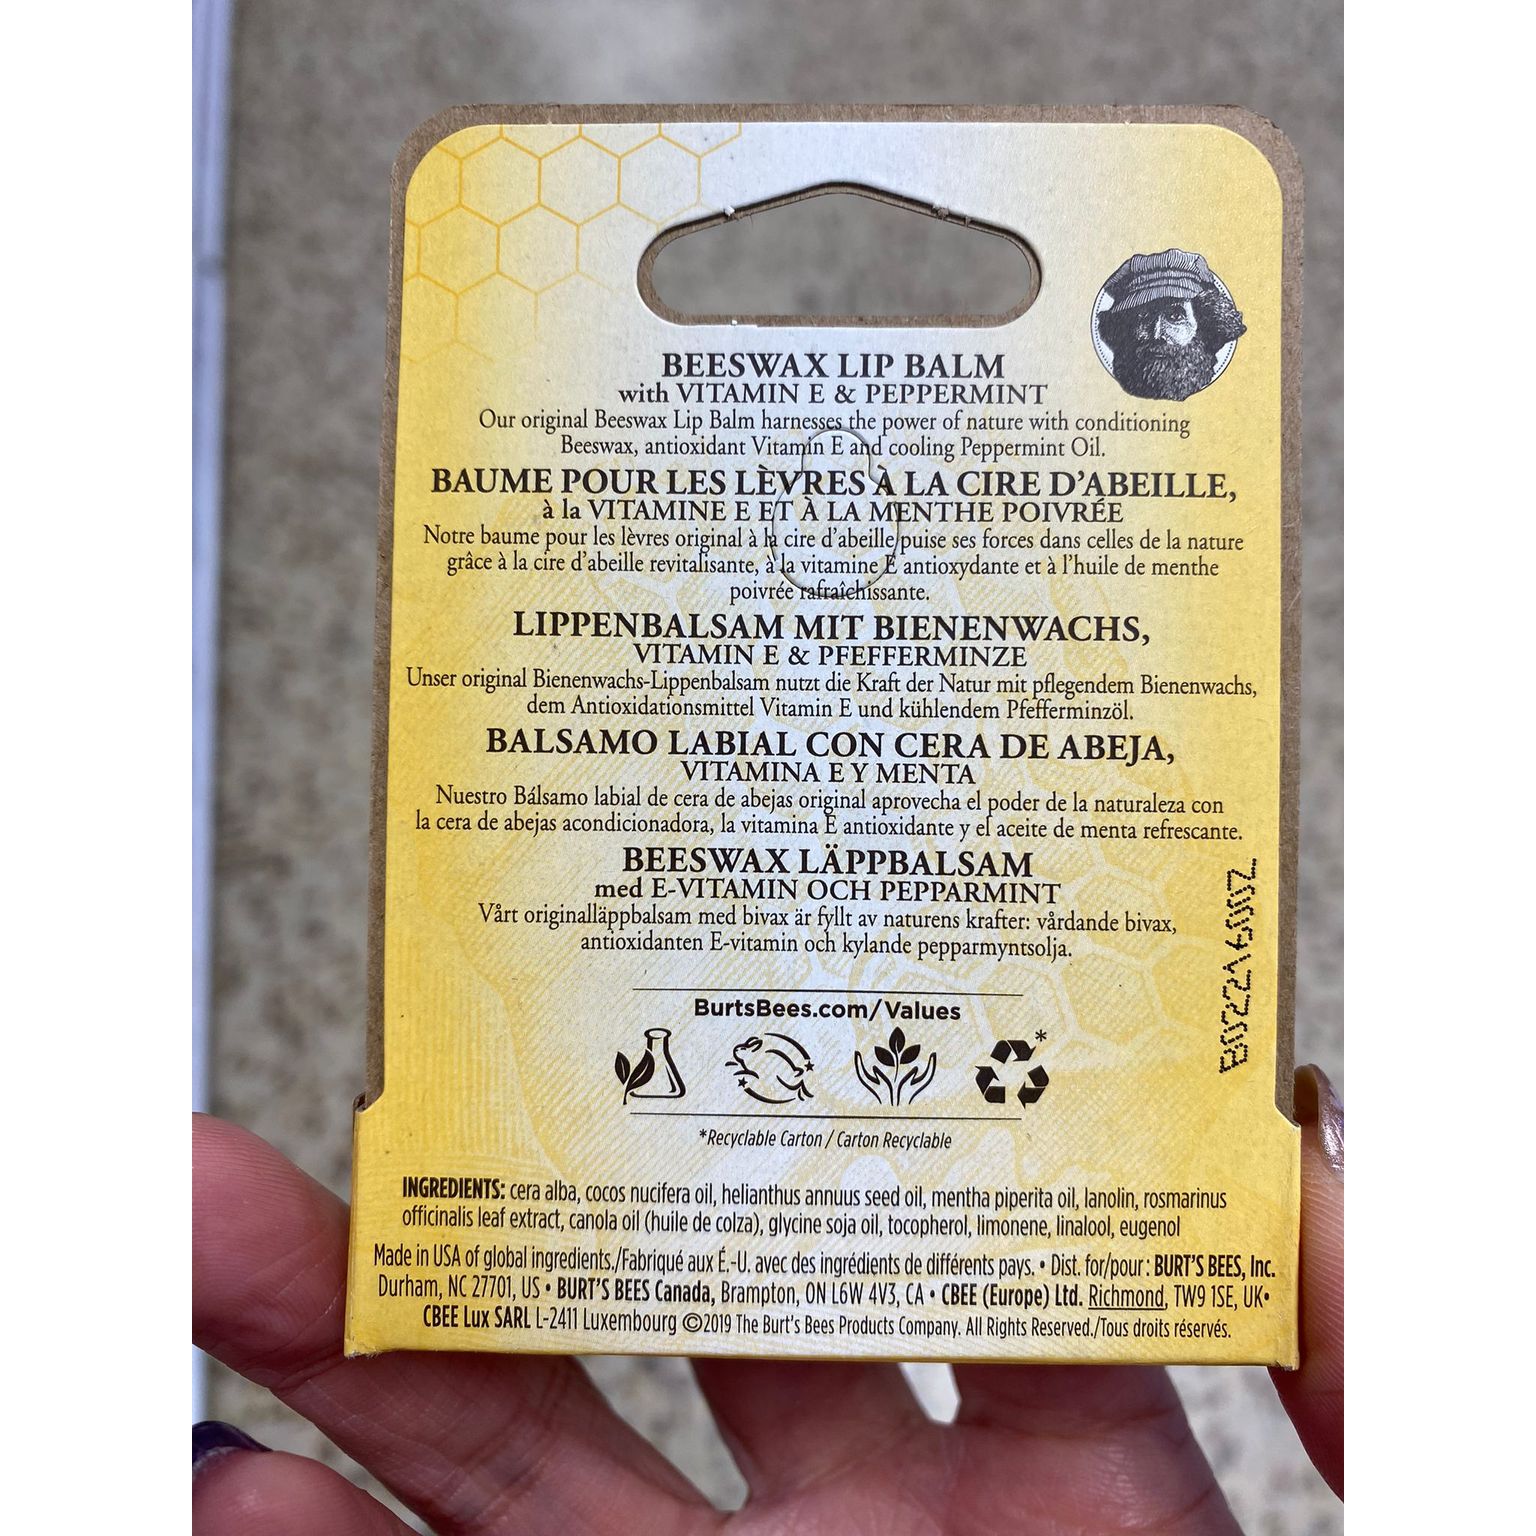 BEESWAX LIP BALM
with VITAMIN E & PEPPERMINT
Our original Beeswax Lip Balm harnesses the power of nature with conditioning
Beeswax, antioxidant Vitamin E and cooling Peppermint Oil.
BAUME POUR LES LÈVRES À LA CIRE D'ABEILLE,
à la VITAMINE E ET À LA MENTHE POIVRÉE
Notre baume pour les lèvres original à la cire d'abeille puise ses forces dans celles de la nature
grâce à la cire d'abeille revitalisante, à la vitamine E antioxydante et à l'huile de menthe
poivrée rafraîchissante.
LIPPENBALSAM MIT BIENENWACHS,
VITAMIN E & PFEFFERMINZE
Unser original Bienenwachs-Lippenbalsam nutzt die Kraft der Natur mit pflegendem Bienenwachs,
dem Antioxidationsmittel Vitamin E und kühlendem Pfefferminzöl.
BALSAMO LABIAL CON CERA DE ABEJA,
VITAMINA E Y MENTA
Nuestro Bálsamo labial de cera de abejas original aprovecha el poder de la naturaleza con
la cera de abejas acondicionadora, la vitamina E antioxidante y el aceite de menta refrescante.
BEESWAX LÄPPBALSAM
med E-VITAMIN OCH PEPPARMINT
Vårt originalläppbalsam med bivax är fyllt av naturens krafter: vårdande bivax,
antioxidanten E-vitamin och kylande pepparmyntsolja.
BurtsBees.com/Values
*
*Recyclable Carton / Carton Recyclable
INGREDIENTS: cera alba, cocos nucifera oil, helianthus annuus seed oil, mentha piperita oil, lanolin, rosmarinus
officinalis leaf extract, canola oil (huile de colza), glycine soja oil, tocopherol, limonene, linalool, eugenol
Made in USA of global ingredients./Fabriqué aux É.-U. avec des ingrédients de différents pays. • Dist. for/pour: BURT'S BEES, Inc.
Durham, NC 27701, US • BURT'S BEES Canada, Brampton, ON L6W 4V3, CA • CBEE (Europe) Ltd. Richmond, TW9 1SE, UK•
CBEE Lux SARL L-2411 Luxembourg ©2019 The Burt's Bees Products Company. All Rights Reserved./Tous droits réservés.